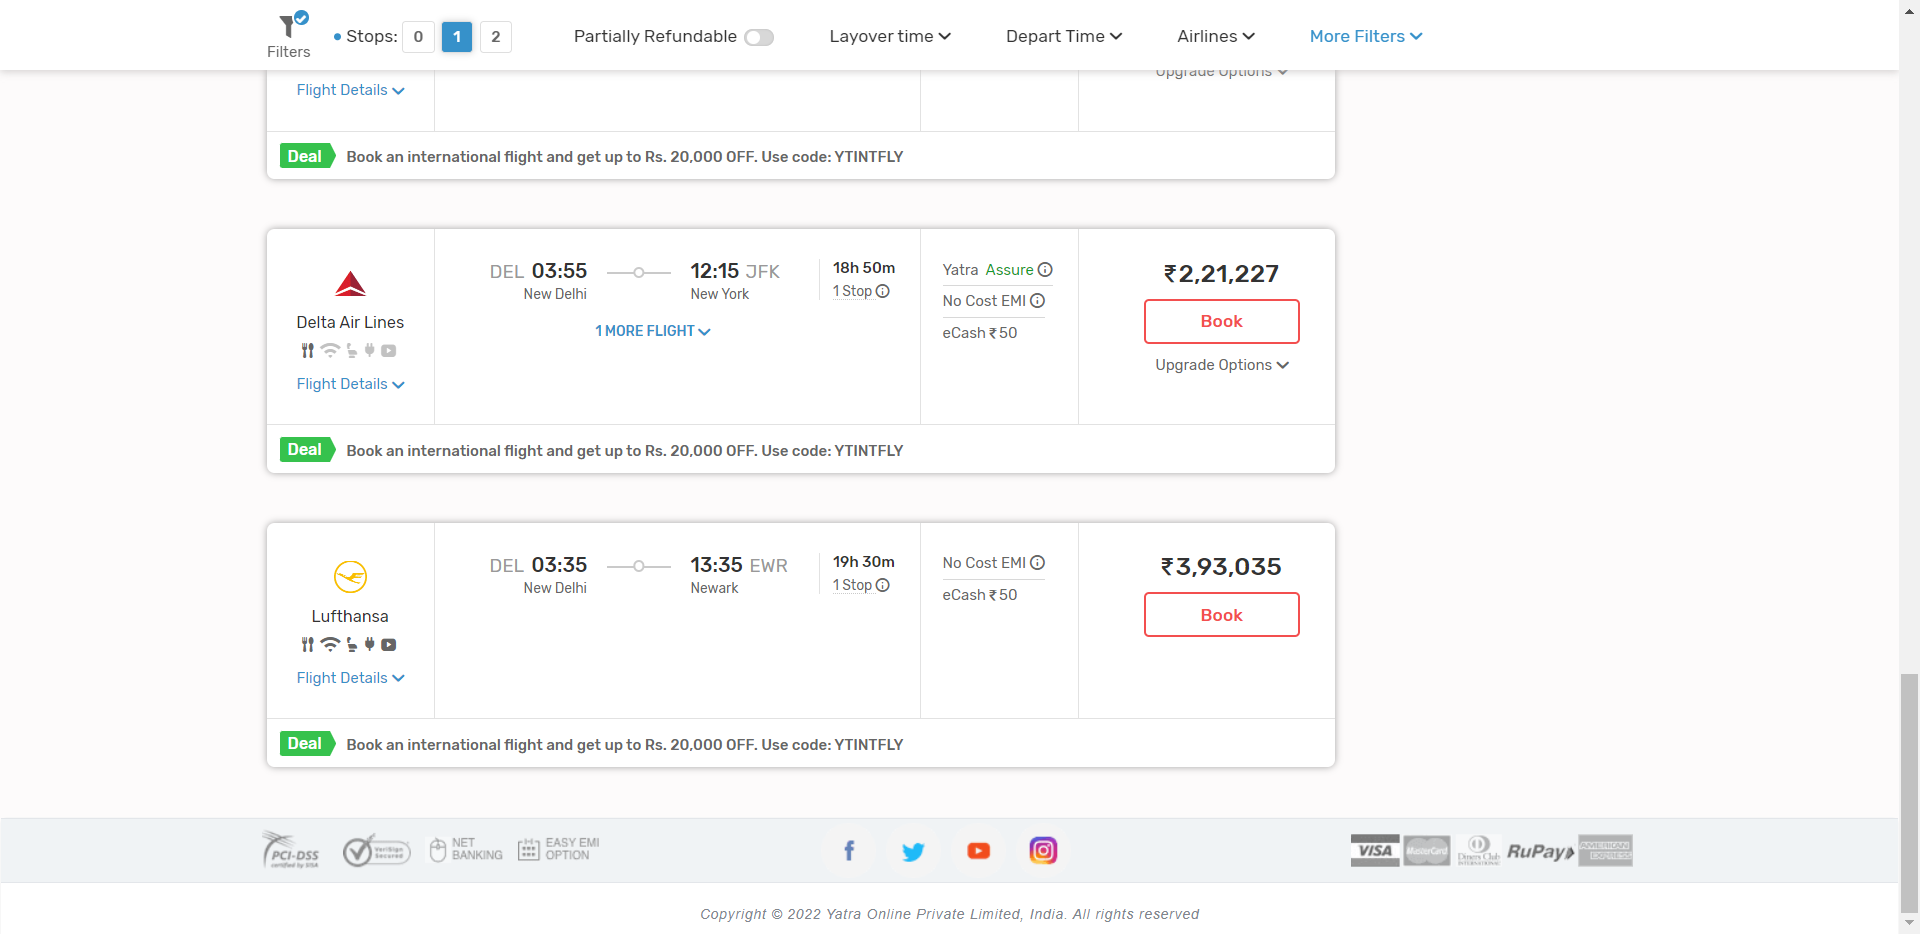 Filters
Stops: 0 1 2
Partially Refundable
Layover time
Depart Time
Airlines
More Filters
Upgrade Options
Flight Details
Deal Book an international flight and get up to Rs. 20,000 OFF. Use code: YTINTFLY
Delta Air Lines
Flight Details
DEL 03:55
New Delhi
12:15 JFK
New York
18h 50m
1 Stop
1 MORE FLIGHT
Yatra Assure
No Cost EMI
eCash ₹ 50
₹2,21,227
Book
Upgrade Options
Deal Book an international flight and get up to Rs. 20,000 OFF. Use code: YTINTFLY
Lufthansa
Flight Details
DEL 03:35
New Delhi
13:35 EWR
Newark
19h 30m
1 Stop
No Cost EMI
eCash ₹ 50
₹3,93,035
Book
Deal Book an international flight and get up to Rs. 20,000 OFF. Use code: YTINTFLY
PCI-DSS
certified by VISA
VeriSign
Secured
NET
BANKING
EASY EMI
OPTION
VISA
MasterCard
Diners Club
INTERNATIONAL
RuPay
AMERICAN
EXPRESS
Copyright © 2022 Yatra Online Private Limited, India. All rights reserved